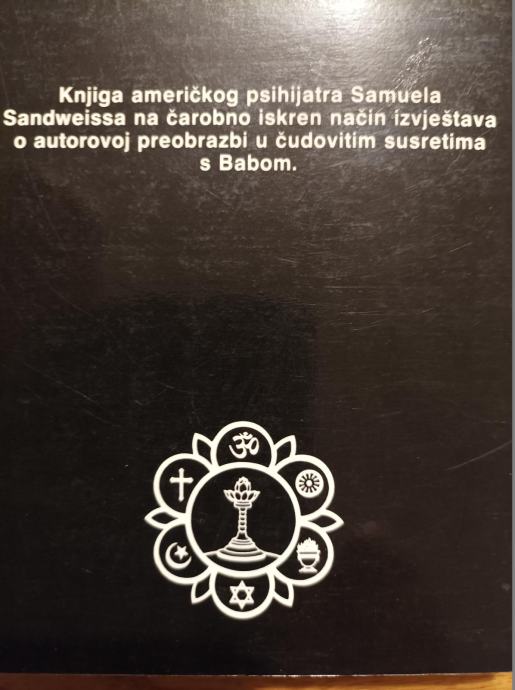 Knjiga američkog psihijatra Samuela
Sandweissa na čarobno iskren način izvještava
o autorovoj preobrazbi u čudovitim susretima
s Babom.
ॐ